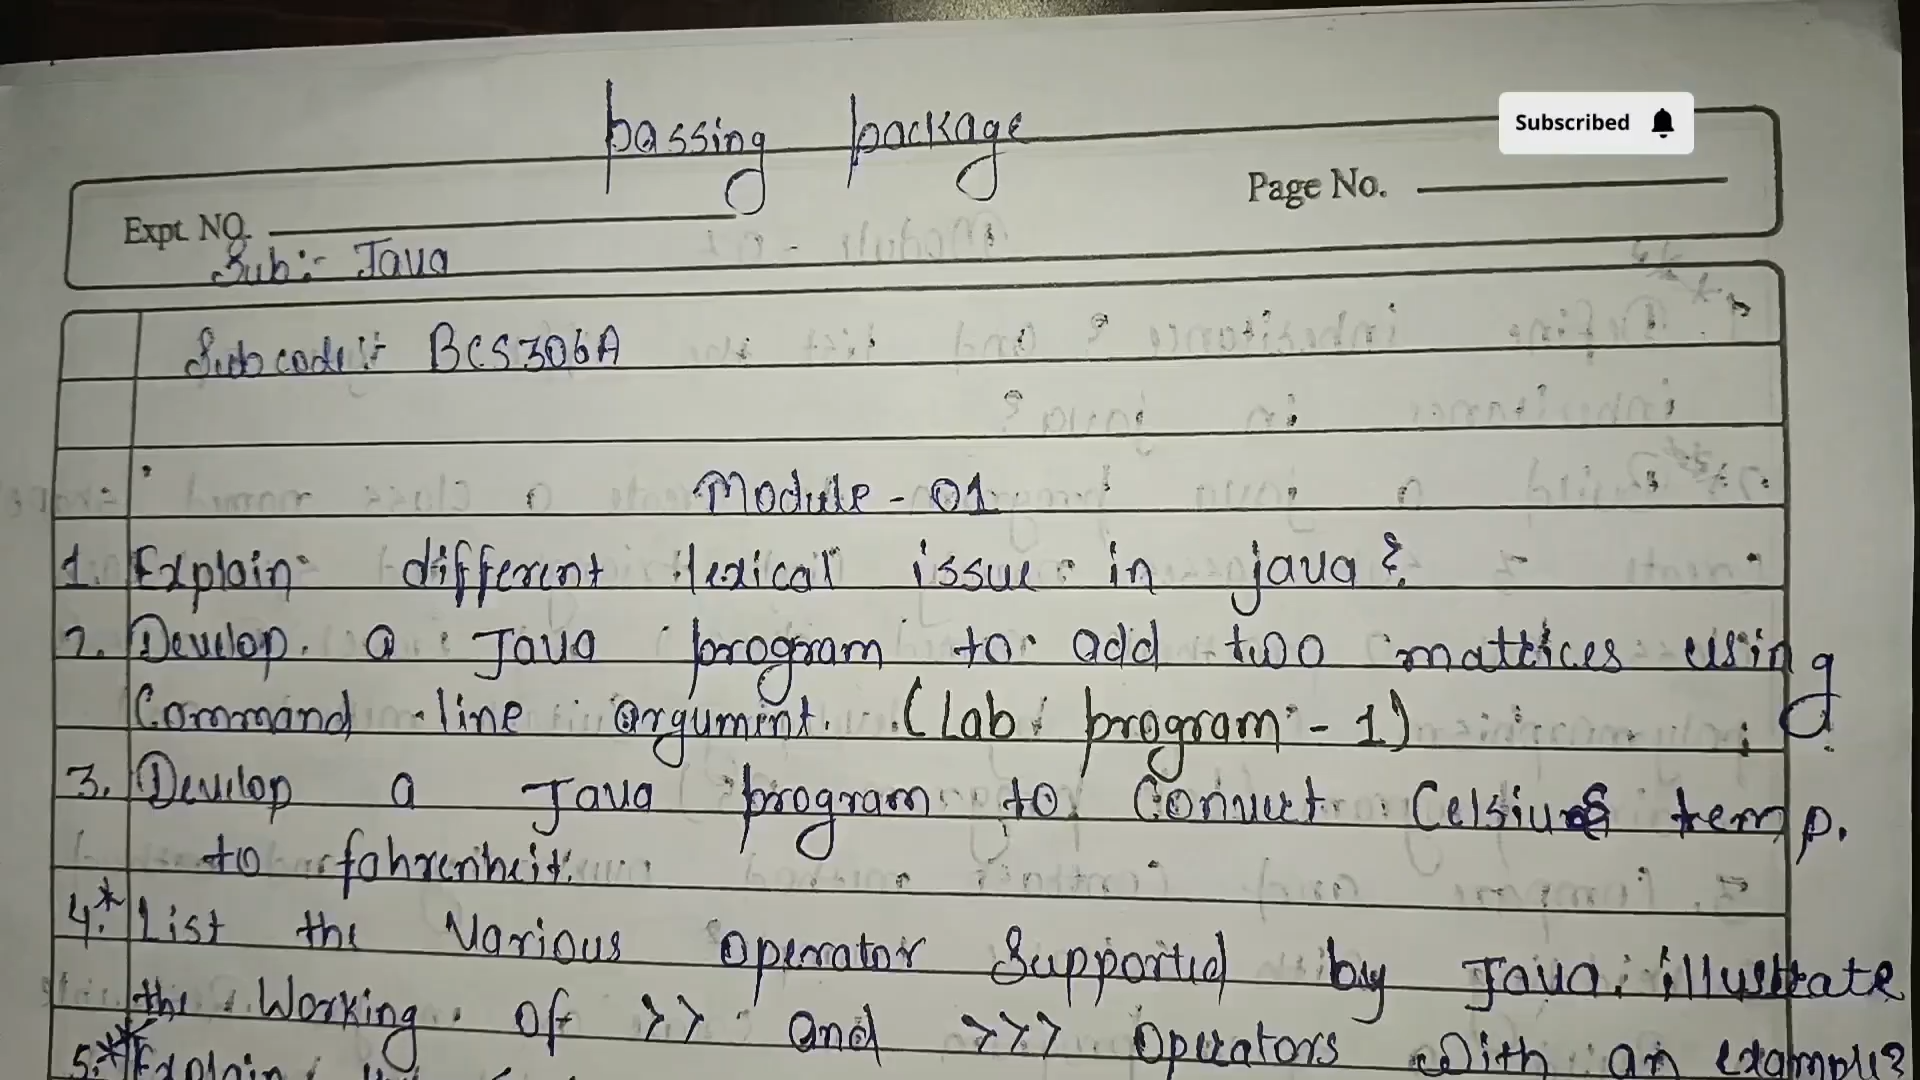 passing package
Subscribed
Page No.
Expt. NO.
Sub:- Java
Sub code:- BCS306A
Module - 01
1. Explain different lexical issue in java?
2. Develop a Java program to add two mattices using
Command line argument. (Lab program - 1)
3. Develop a Java program to Convert Celsius temp.
to fahrenheit.
4.* List the Various operator Supported by Java. illustrate
the Working of >> and >>> operators with an example?
5.** Explain